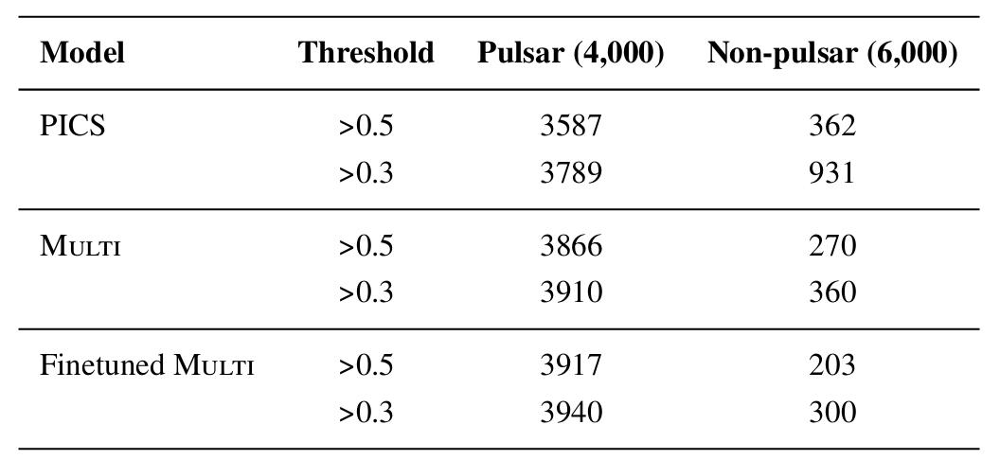 Model Threshold Pulsar (4,000) Non-pulsar (6,000)
PICS >0.5 3587 362
>0.3 3789 931
Multi >0.5 3866 270
>0.3 3910 360
Finetuned Multi >0.5 3917 203
>0.3 3940 300